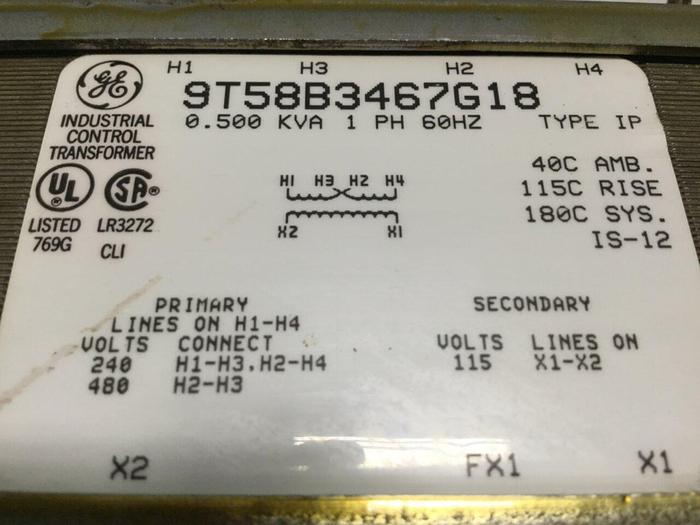 H1 H3 H2 H4
GE 9T58B3467G18
INDUSTRIAL
CONTROL
TRANSFORMER
0.500 KVA 1 PH 60HZ TYPE IP
40C AMB.
115C RISE
180C SYS.
IS-12
UL SA®
LISTED LR3272
769G CLI
H1 H3 H2 H4
X2 X1
PRIMARY
LINES ON H1-H4
VOLTS CONNECT
240 H1-H3,H2-H4
480 H2-H3
SECONDARY
VOLTS LINES ON
115 X1-X2
X2 FX1 X1